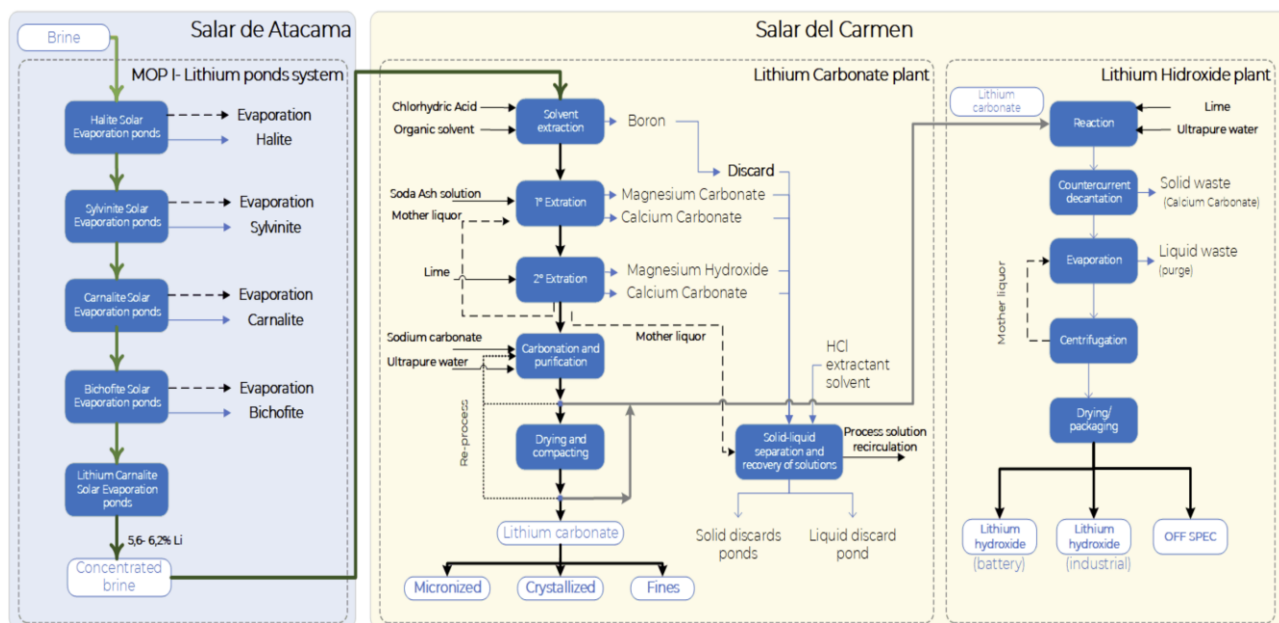 Salar de Atacama
Brine
MOP I- Lithium ponds system
Halite Solar
Evaporation ponds
Evaporation
Halite
Sylvinite Solar
Evaporation ponds
Evaporation
Sylvinite
Carnalite Solar
Evaporation ponds
Evaporation
Carnalite
Bichofite Solar
Evaporation ponds
Evaporation
Bichofite
Lithium Carnalite
Solar Evaporation
ponds
5,6- 6,2% Li
Concentrated
brine
Salar del Carmen
Lithium Carbonate plant
Chlorhydric Acid
Organic solvent
Solvent
extraction
Boron
Discard
Soda Ash solution
Mother liquor
1° Extration
Magnesium Carbonate
Calcium Carbonate
Lime
2° Extration
Magnesium Hydroxide
Calcium Carbonate
Sodium carbonate
Ultrapure water
Carbonation and
purification
Mother liquor
HCl
extractant
solvent
Re-process
Drying and
compacting
Solid-liquid
separation and
recovery of solutions
Process solution
recirculation
Lithium carbonate
Solid discards
ponds
Liquid discard
pond
Micronized
Crystallized
Fines
Lithium Hidroxide plant
Lithium
carbonate
Reaction
Lime
Ultrapure water
Countercurrent
decantation
Solid waste
(Calcium Carbonate)
Evaporation
Liquid waste
(purge)
Mother liquor
Centrifugation
Drying/
packaging
Lithium
hydroxide
(battery)
Lithium
hydroxide
(industrial)
OFF SPEC